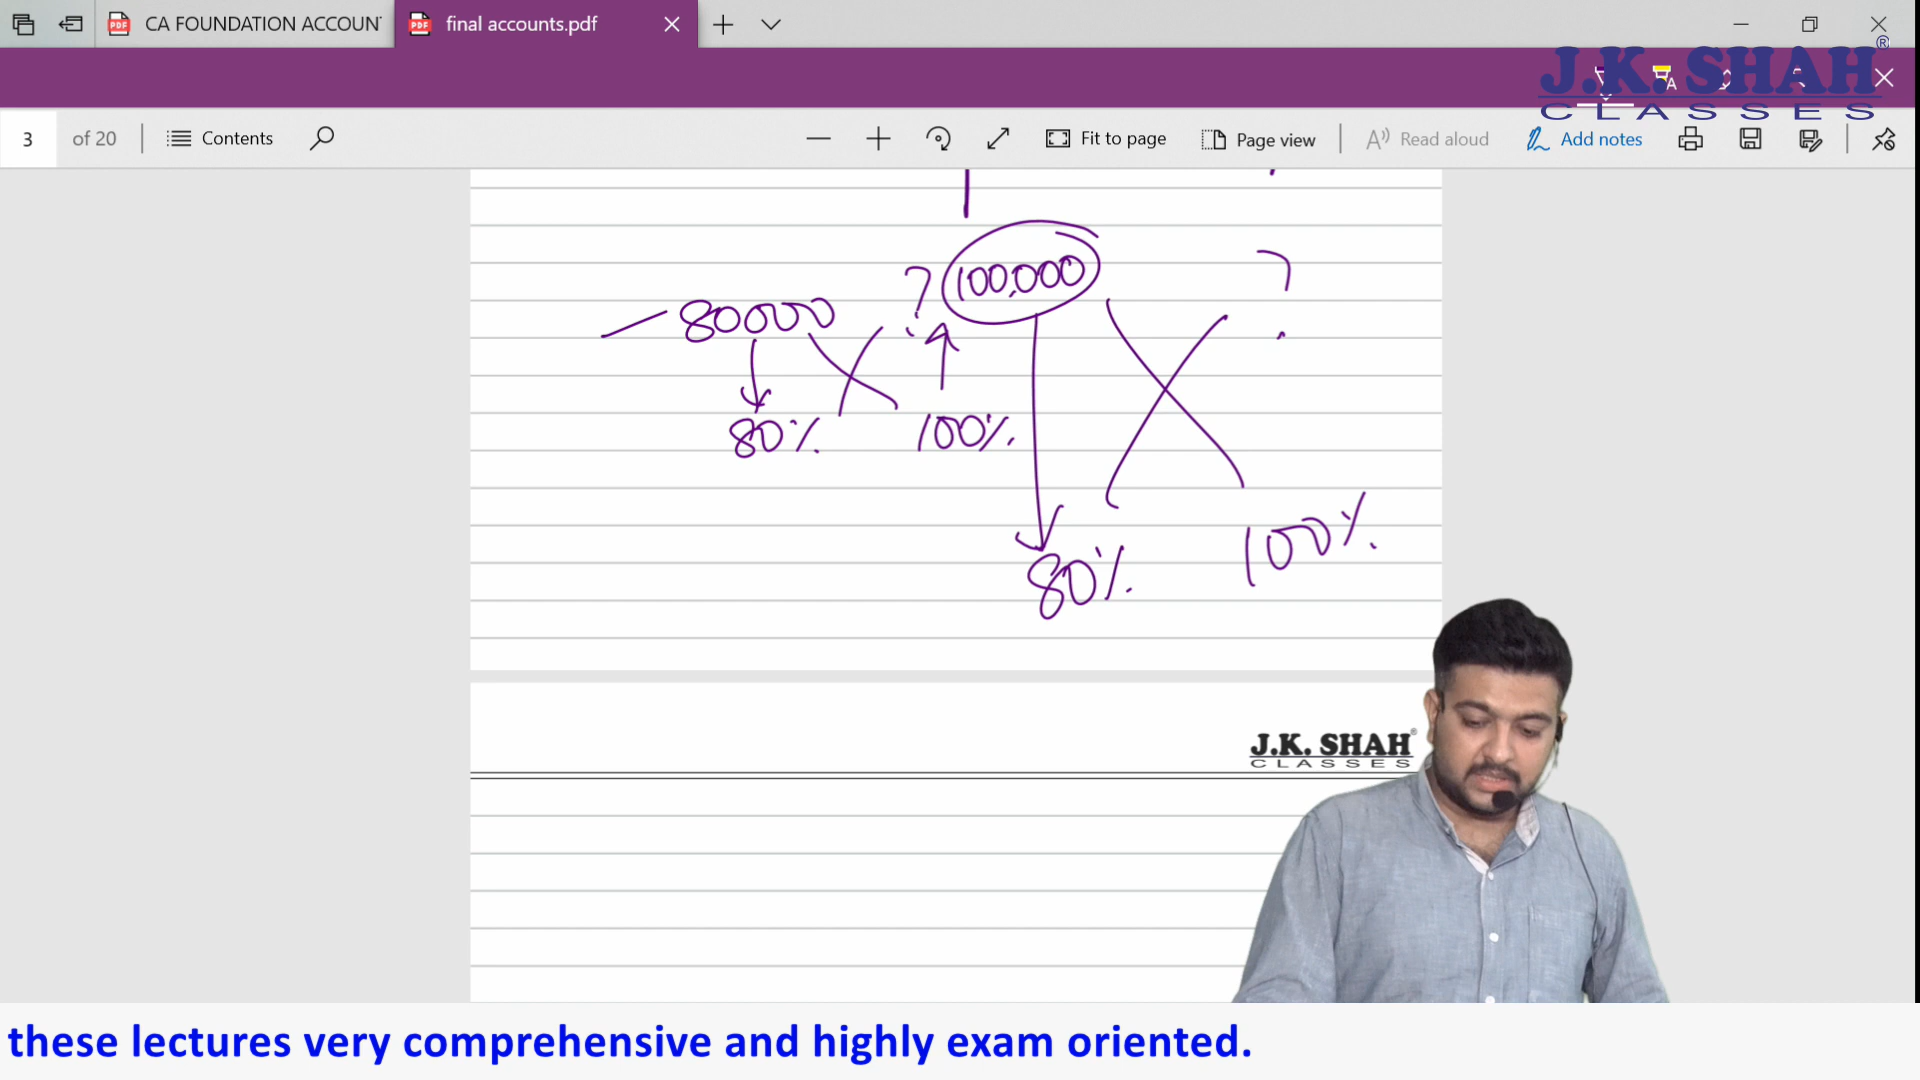 CA FOUNDATION ACCOUNT
final accounts.pdf
J.K. SHAH®
CLASSES
3 of 20 Contents Fit to page Page view Read aloud Add notes
? 100,000 ?
80000
80% 100%
80% 100%
J.K. SHAH®
CLASSES
these lectures very comprehensive and highly exam oriented.